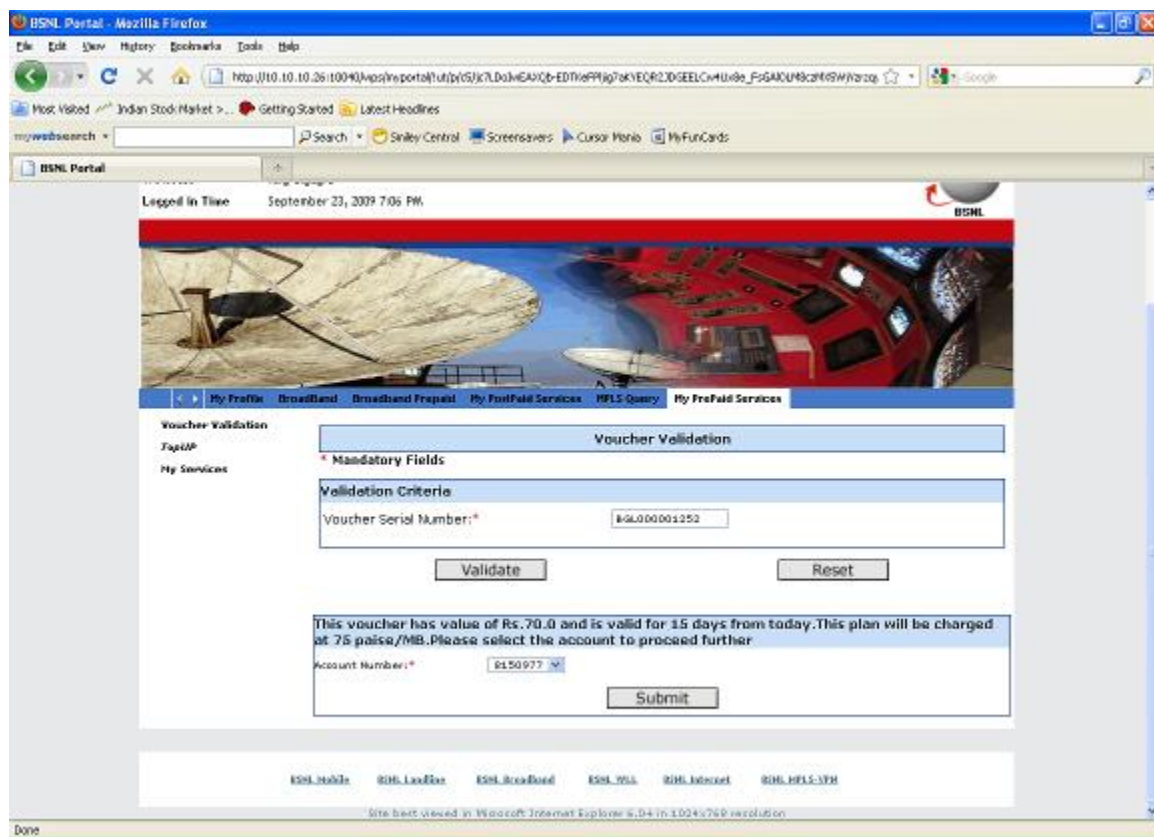 BSNL Portal - Mozilla Firefox
File Edit View History Bookmarks Tools Help
Google
Most Visited Indian Stock Market >... Getting Started Latest Headlines
mywebsearch Search Smiley Central Screensavers Cursor Mania MyFunCards
BSNL Portal
Logged in Time September 23, 2009 7:06 PM.
BSNL
My Profile BroadBand Broadband Prepaid My PostPaid Services MPLS Query My PrePaid Services
Voucher Validation
TopUP
My Services
Voucher Validation
* Mandatory Fields
Validation Criteria
Voucher Serial Number:* BGL000001252
Validate Reset
This voucher has value of Rs.70.0 and is valid for 15 days from today.This plan will be charged
at 75 paise/MB.Please select the account to proceed further
Account Number:* 8150977
Submit
BSNL Mobile BSNL Landline BSNL Broadband BSNL WLL BSNL Internet BSNL MPLS-VPN
Site best viewed in Microsoft Internet Explorer 6.0+ in 1024x768 resolution
Done